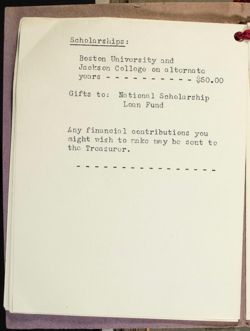 Scholarships:
Boston University and
Jackson College on alternate
years - - - - - - - - - - - $50.00
Gifts to: National Scholarship
Loan Fund
Any financial contributions you
might wish to make may be sent to
the Treasurer.
- - - - - - - - - - - - - - - -